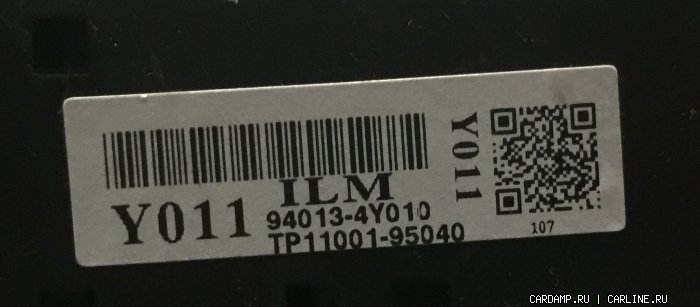 ILM
Y011
94013-4Y010
TP11001-95040
Y011
107
CARDAMP.RU | CARLINE.RU